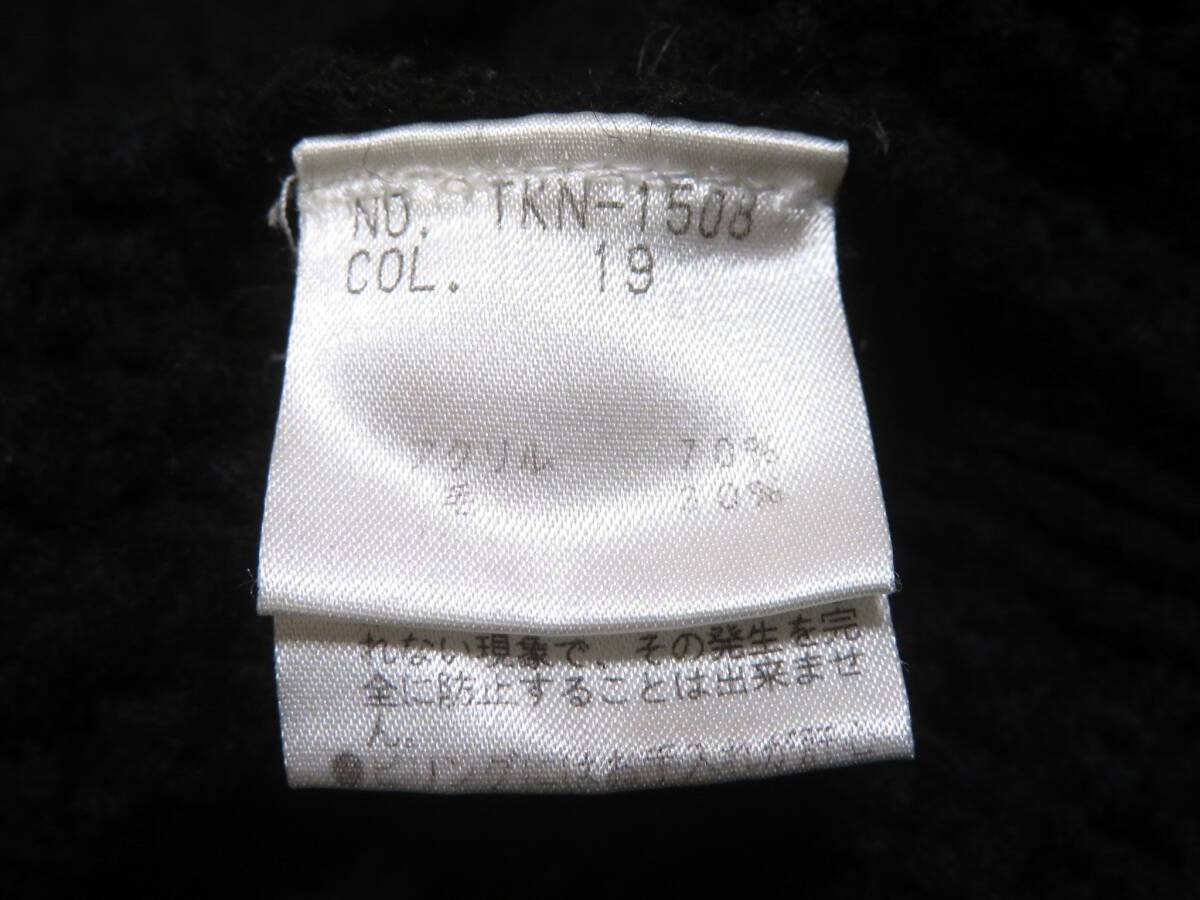 NO. TKN-1508
COL. 19
アクリル 70%
毛 30%
れない現象で、その発生を完
全に防止することは出来ませ
ん。